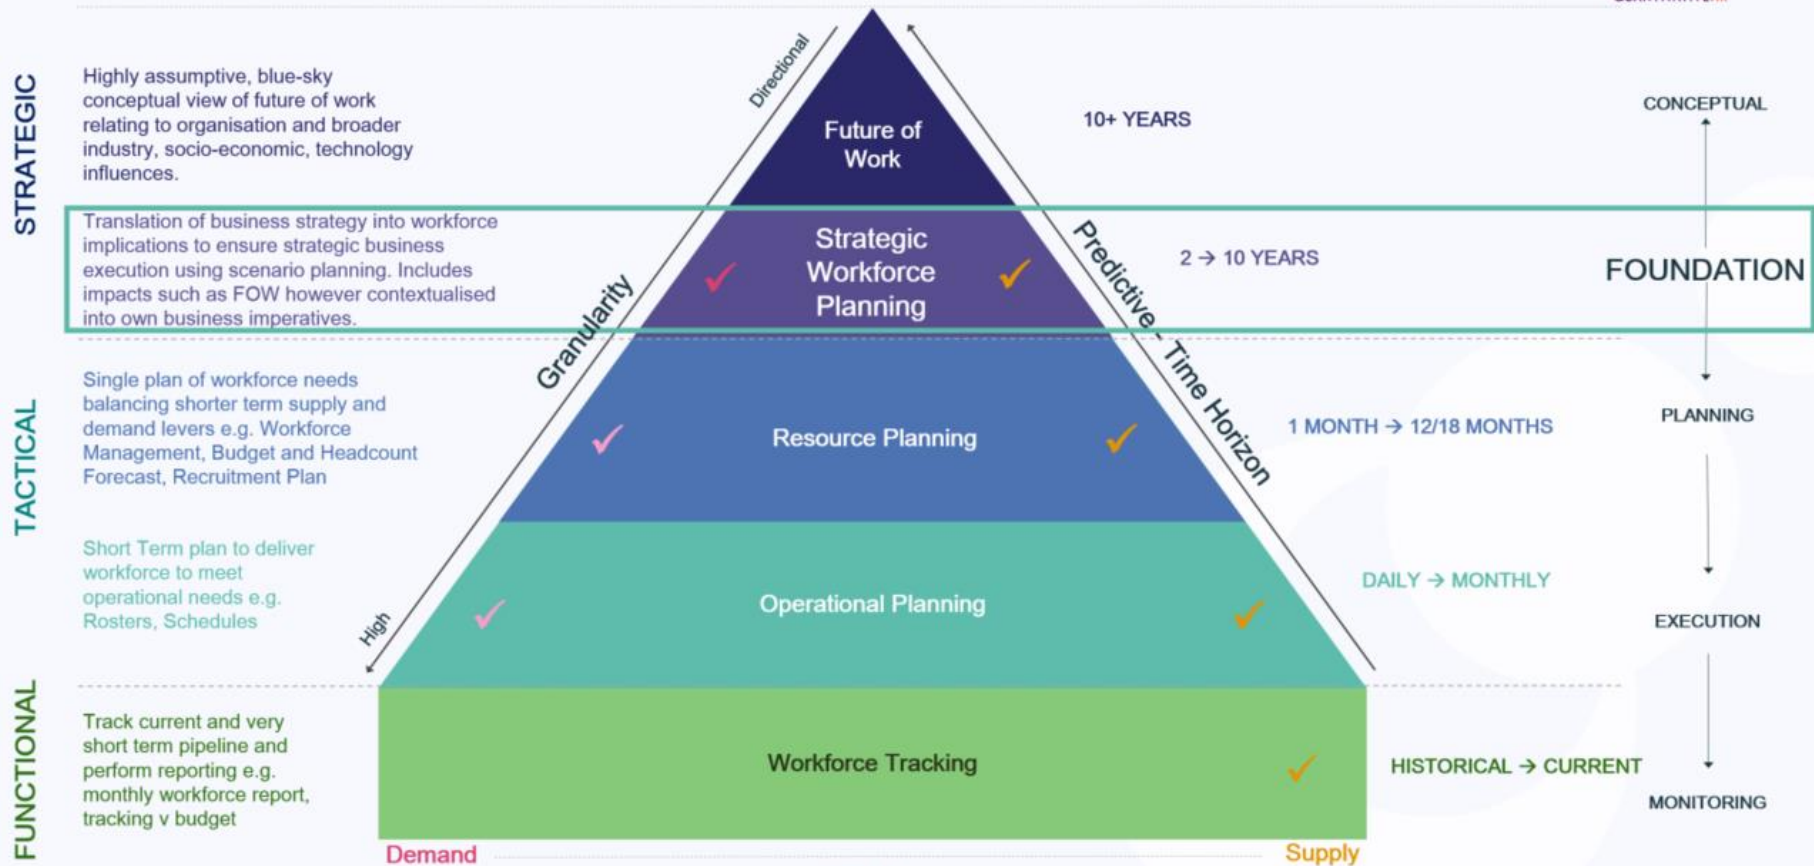 STRATEGIC
Highly assumptive, blue-sky
conceptual view of future of work
relating to organisation and broader
industry, socio-economic, technology
influences.
Directional
Future of
Work
10+ YEARS
CONCEPTUAL
Translation of business strategy into workforce
implications to ensure strategic business
execution using scenario planning. Includes
impacts such as FOW however contextualised
into own business imperatives.
Granularity
Strategic
Workforce
Planning
Predictive - Time Horizon
2 → 10 YEARS
FOUNDATION
TACTICAL
Single plan of workforce needs
balancing shorter term supply and
demand levers e.g. Workforce
Management, Budget and Headcount
Forecast, Recruitment Plan
Resource Planning
1 MONTH → 12/18 MONTHS
PLANNING
Short Term plan to deliver
workforce to meet
operational needs e.g.
Rosters, Schedules
High
Operational Planning
DAILY → MONTHLY
EXECUTION
FUNCTIONAL
Track current and very
short term pipeline and
perform reporting e.g.
monthly workforce report,
tracking v budget
Workforce Tracking
HISTORICAL → CURRENT
MONITORING
Demand
Supply